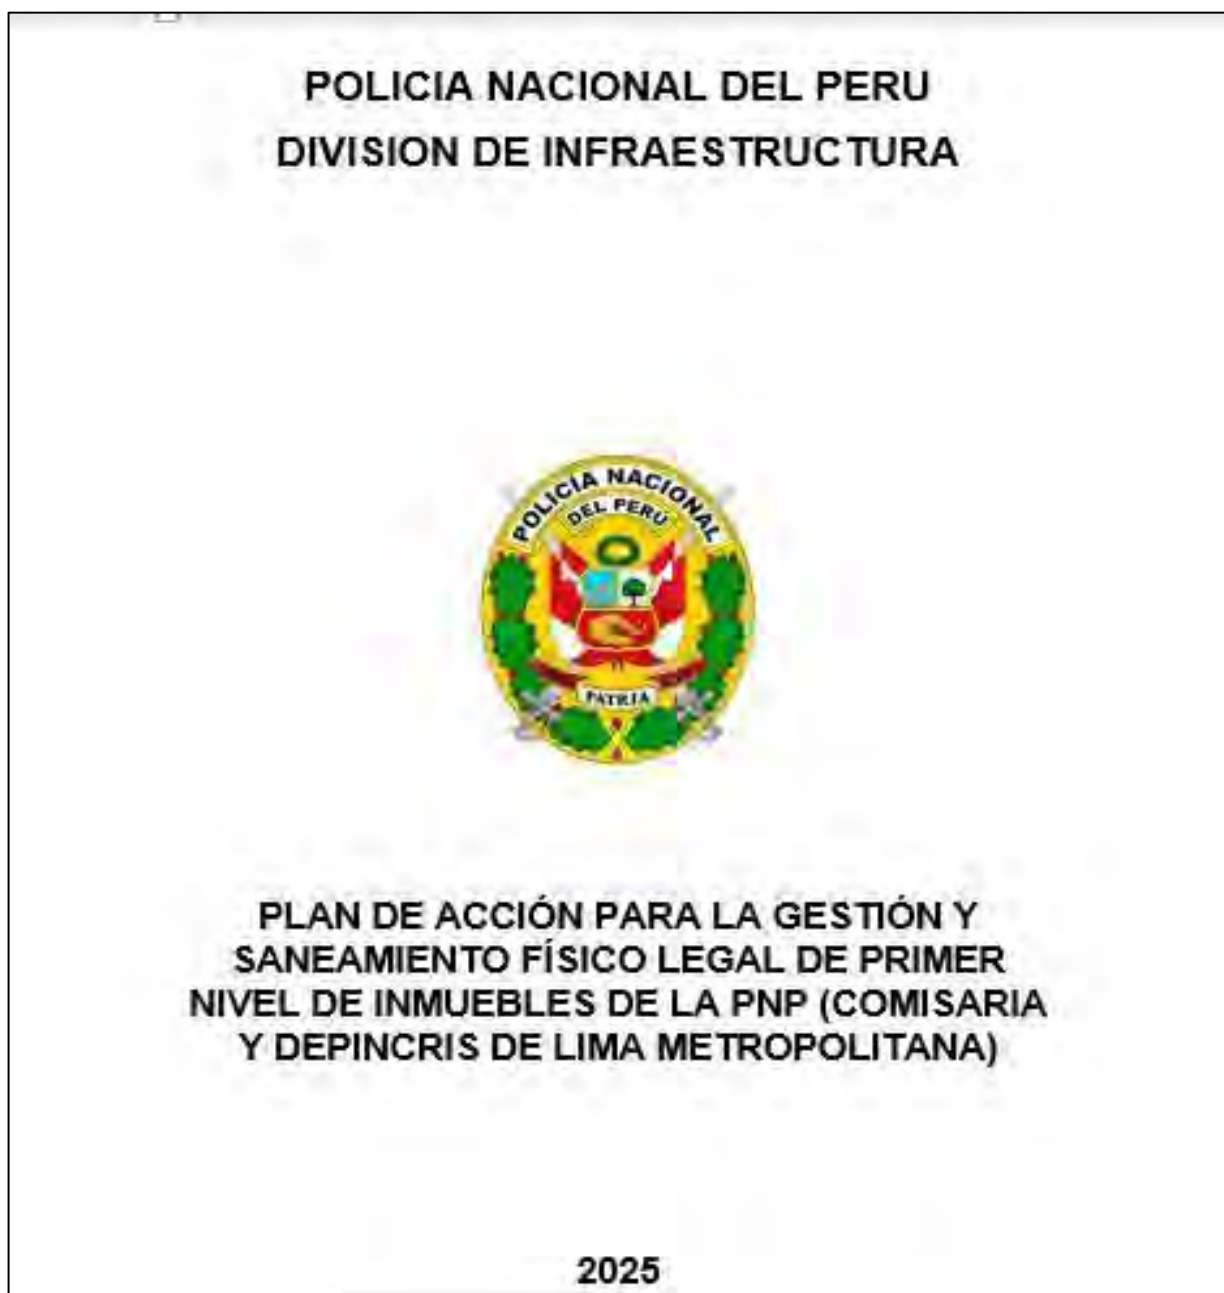 POLICIA NACIONAL DEL PERU
DIVISION DE INFRAESTRUCTURA
POLICIA NACIONAL
DEL PERÚ
PATRIA
PLAN DE ACCIÓN PARA LA GESTIÓN Y
SANEAMIENTO FÍSICO LEGAL DE PRIMER
NIVEL DE INMUEBLES DE LA PNP (COMISARIA
Y DEPINCRIS DE LIMA METROPOLITANA)
2025